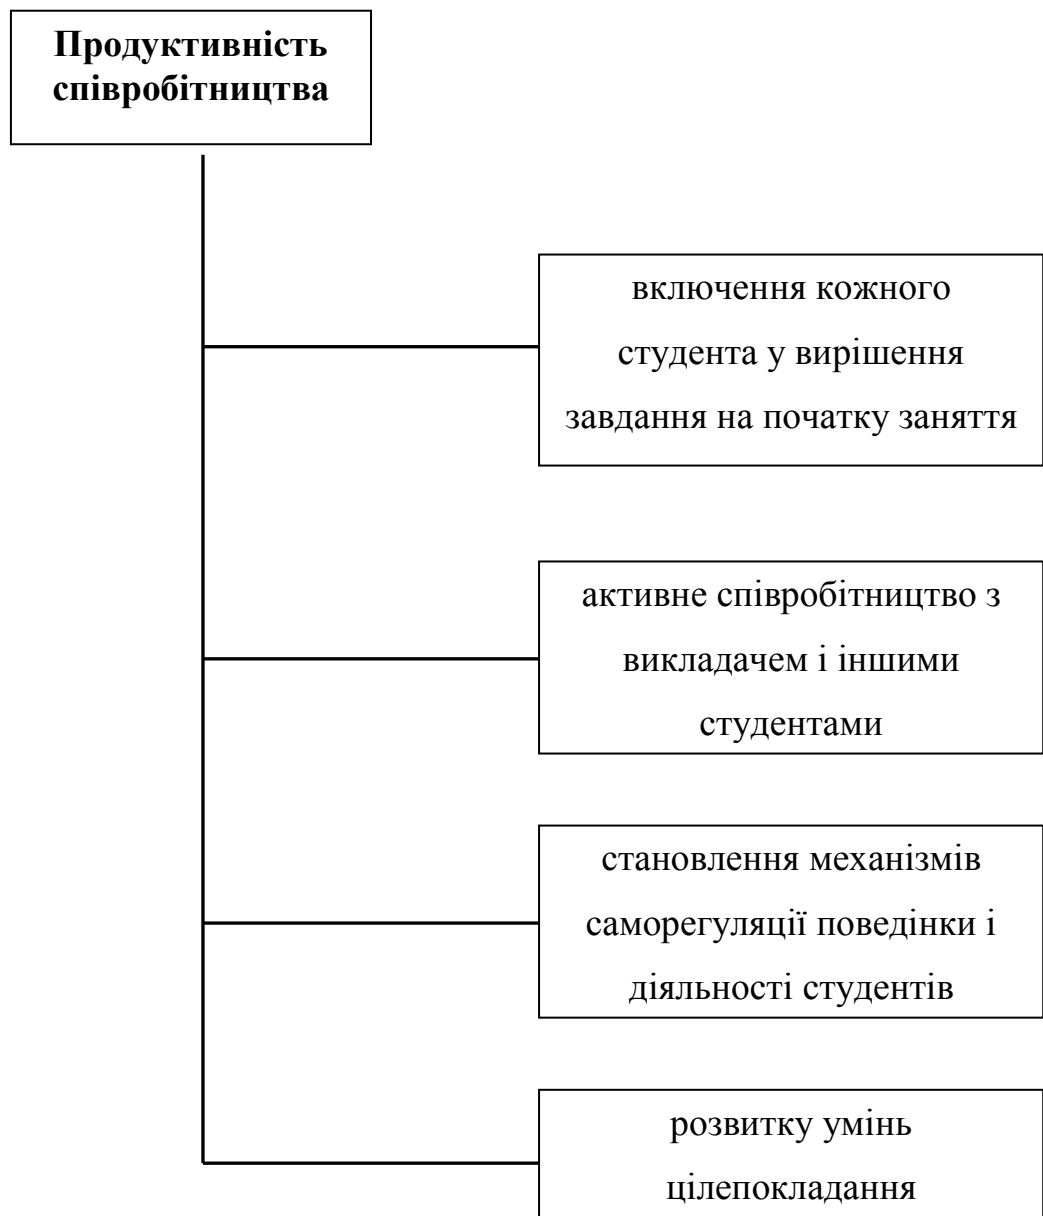 Продуктивність
співробітництва
включення кожного
студента у вирішення
завдання на початку заняття
активне співробітництво з
викладачем і іншими
студентами
становлення механізмів
саморегуляції поведінки і
діяльності студентів
розвитку умінь
цілепокладання